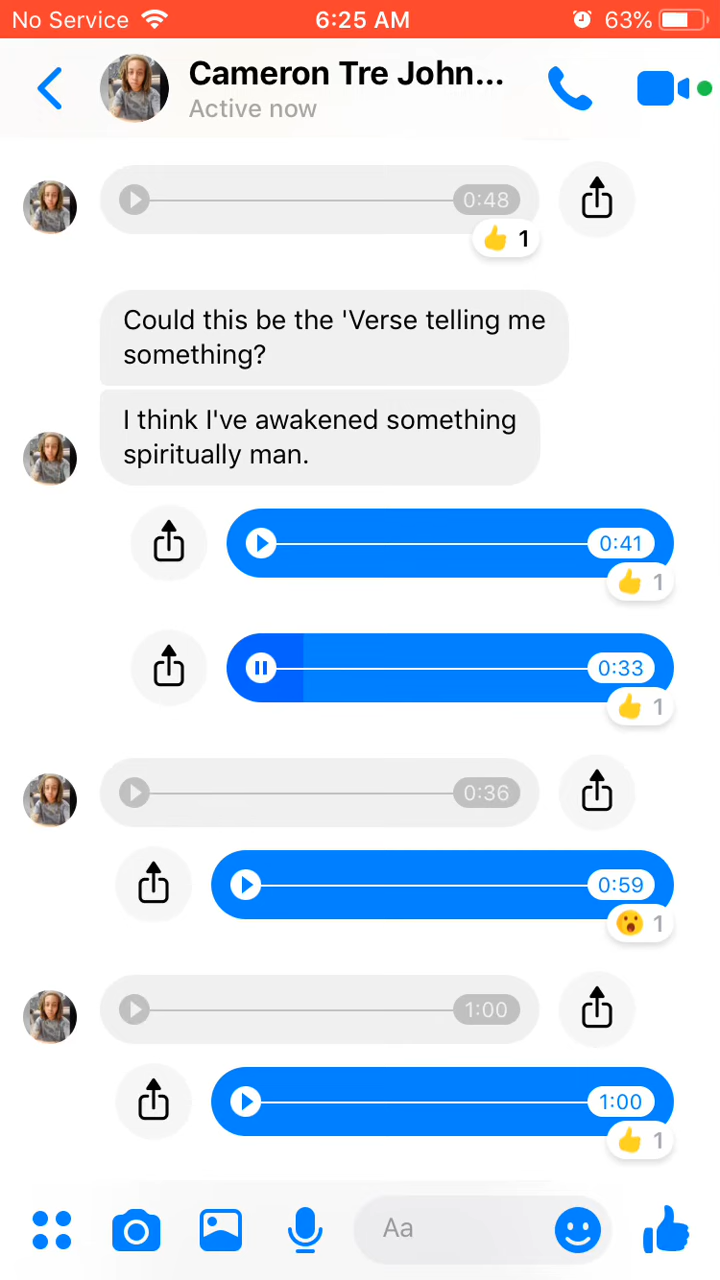 No Service 6:25 AM 63%
Cameron Tre John...
Active now
0:48
1
Could this be the 'Verse telling me
something?
I think I've awakened something
spiritually man.
0:41
1
0:33
1
0:36
0:59
1
1:00
1:00
1
Aa